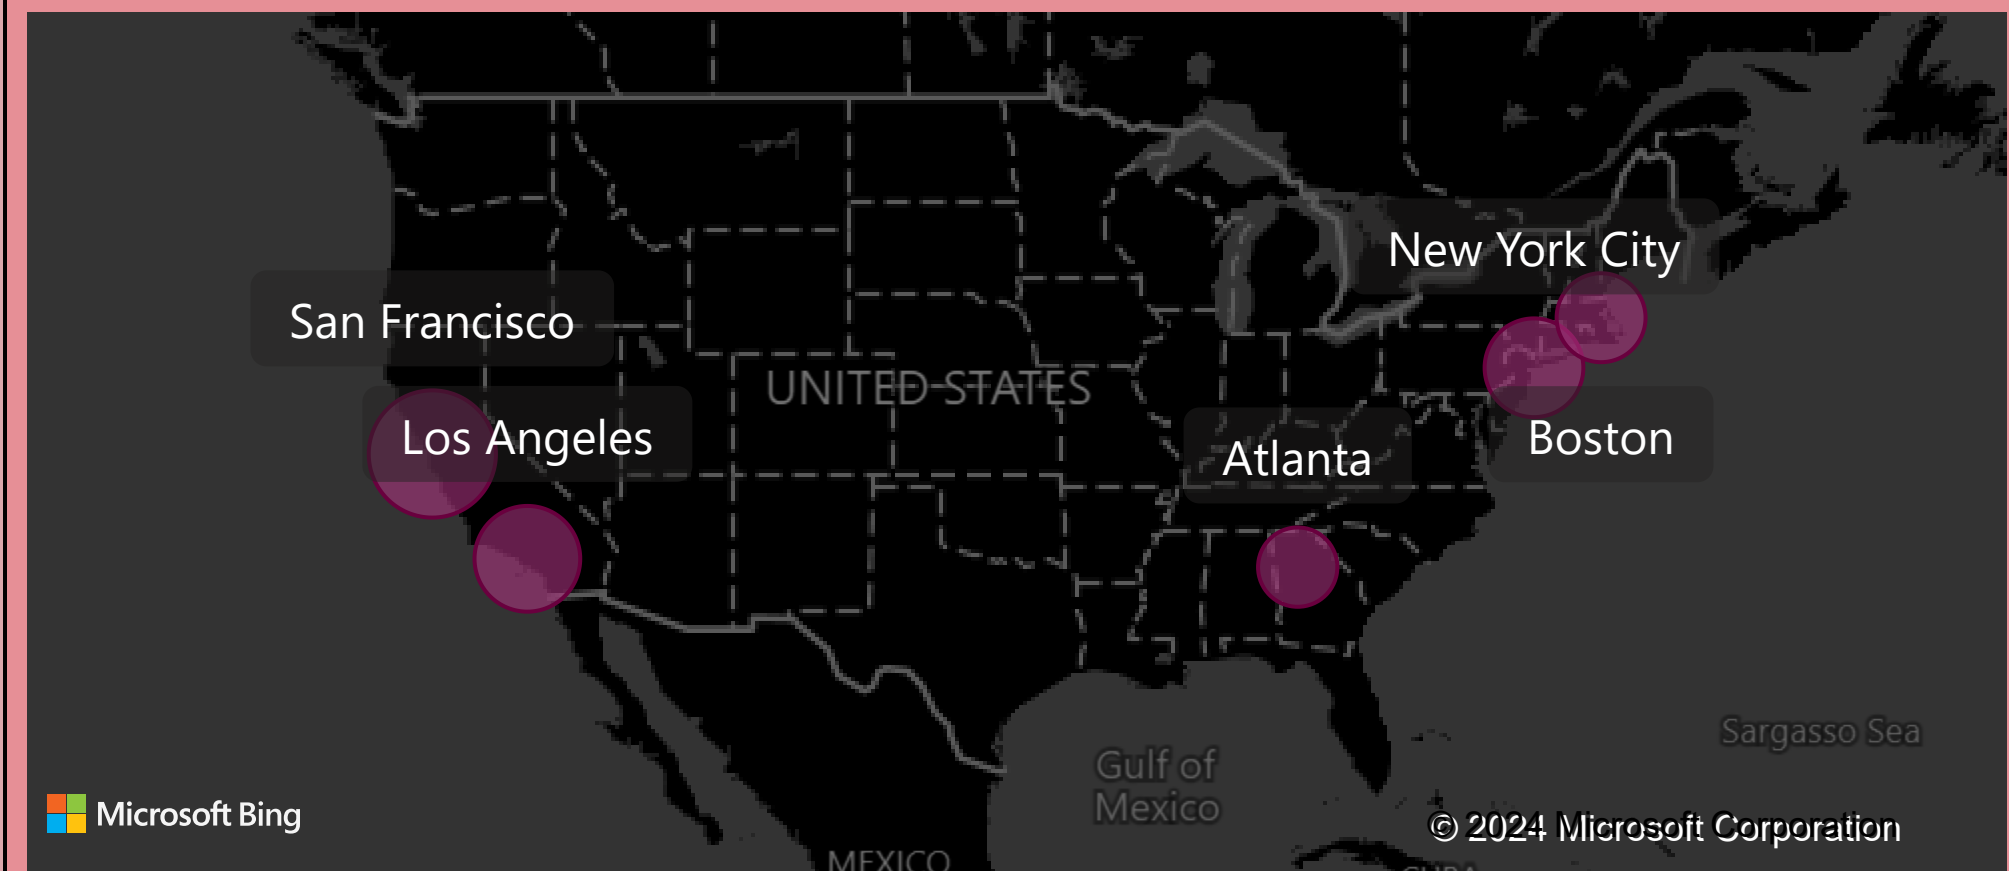 New York City
San Francisco
UNITED STATES
Los Angeles
Boston
Atlanta
Sargasso Sea
Gulf of
Mexico
Microsoft Bing
© 2024 Microsoft Corporation
MEXICO